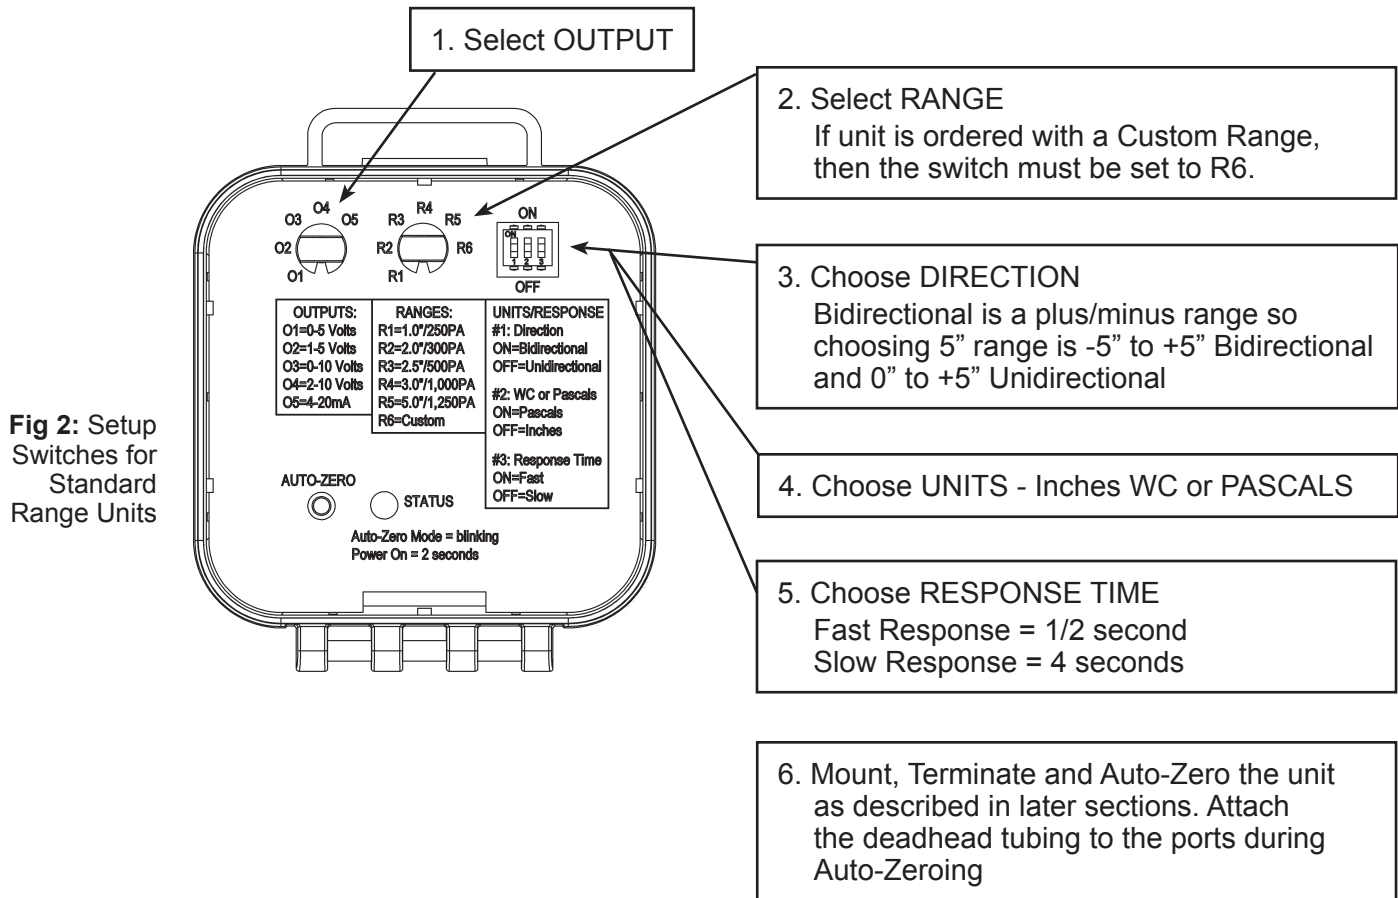 1. Select OUTPUT
2. Select RANGE
If unit is ordered with a Custom Range,
then the switch must be set to R6.
3. Choose DIRECTION
Bidirectional is a plus/minus range so
choosing 5” range is -5” to +5” Bidirectional
and 0” to +5” Unidirectional
4. Choose UNITS - Inches WC or PASCALS
5. Choose RESPONSE TIME
Fast Response = 1/2 second
Slow Response = 4 seconds
6. Mount, Terminate and Auto-Zero the unit
as described in later sections. Attach
the deadhead tubing to the ports during
Auto-Zeroing
Fig 2: Setup
Switches for
Standard
Range Units
O1
O2
O3
O4
O5
R1
R2
R3
R4
R5
R6
ON
ON
1 2 3
OFF
OUTPUTS:
O1=0-5 Volts
O2=1-5 Volts
O3=0-10 Volts
O4=2-10 Volts
O5=4-20mA
RANGES:
R1=1.0"/250PA
R2=2.0"/300PA
R3=2.5"/500PA
R4=3.0"/1,000PA
R5=5.0"/1,250PA
R6=Custom
UNITS/RESPONSE
#1: Direction
ON=Bidirectional
OFF=Unidirectional
#2: WC or Pascals
ON=Pascals
OFF=Inches
#3: Response Time
ON=Fast
OFF=Slow
AUTO-ZERO
STATUS
Auto-Zero Mode = blinking
Power On = 2 seconds